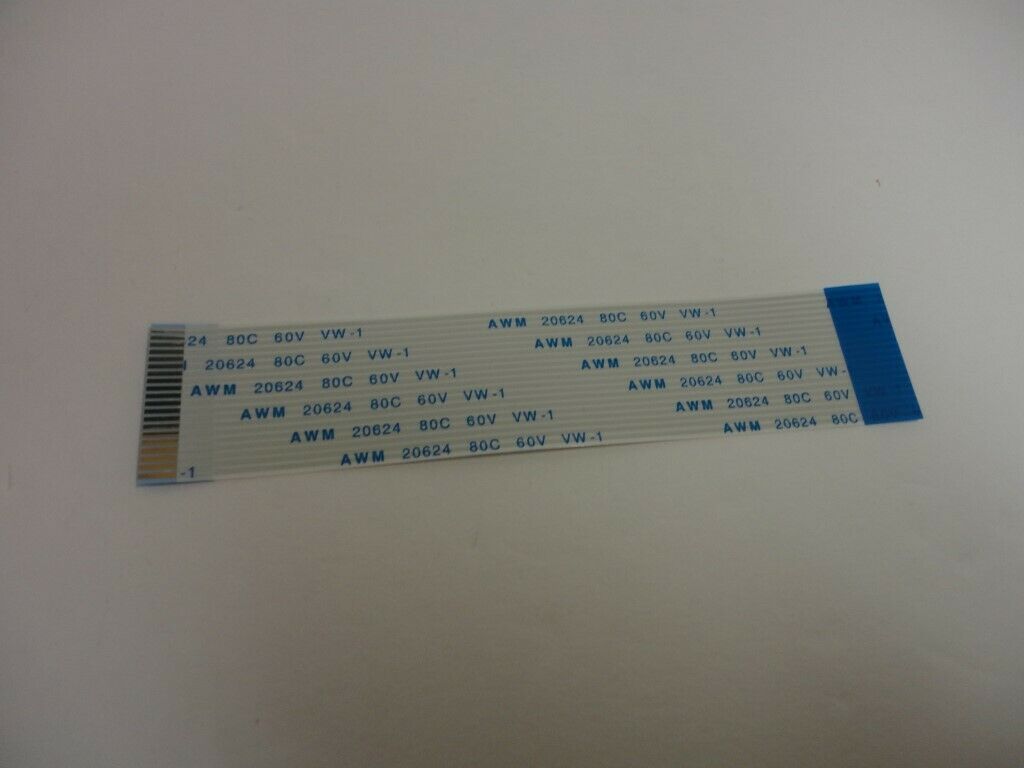 24 80C 60V VW-1 AWM 20624 80C 60V VW-1
20624 80C 60V VW-1 AWM 20624 80C 60V VW-1
AWM 20624 80C 60V VW-1 AWM 20624 80C 60V VW-1
AWM 20624 80C 60V VW-1 AWM 20624 80C 60V VW-
AWM 20624 80C 60V VW-1 AWM 20624 80C 60V
-1 AWM 20624 80C 60V VW-1 AWM 20624 80C